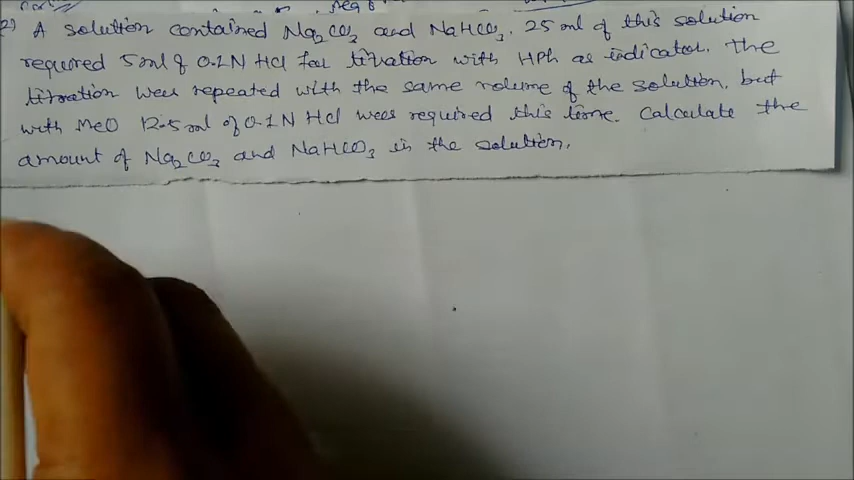 2) A solution contained Na2CO3 and NaHCO3. 25 ml of this solution
required 5ml of 0.1N HCl for titration with HPh as indicator. The
titration was repeated with the same volume of the solution, but
with MeO 12.5 ml of 0.1N HCl was required this time. Calculate the
amount of Na2CO3 and NaHCO3 in the solution.